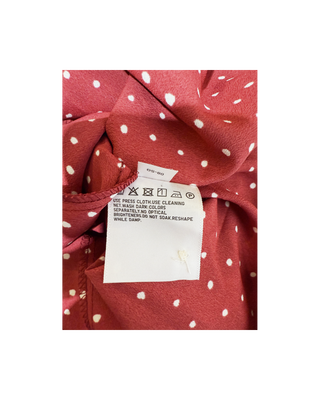 USE PRESS CLOTH.USE CLEANING
NET.WASH DARK COLORS
SEPARATELY.NO OPTICAL
BRIGHTENERS.DO NOT SOAK.RESHAPE
WHILE DAMP.